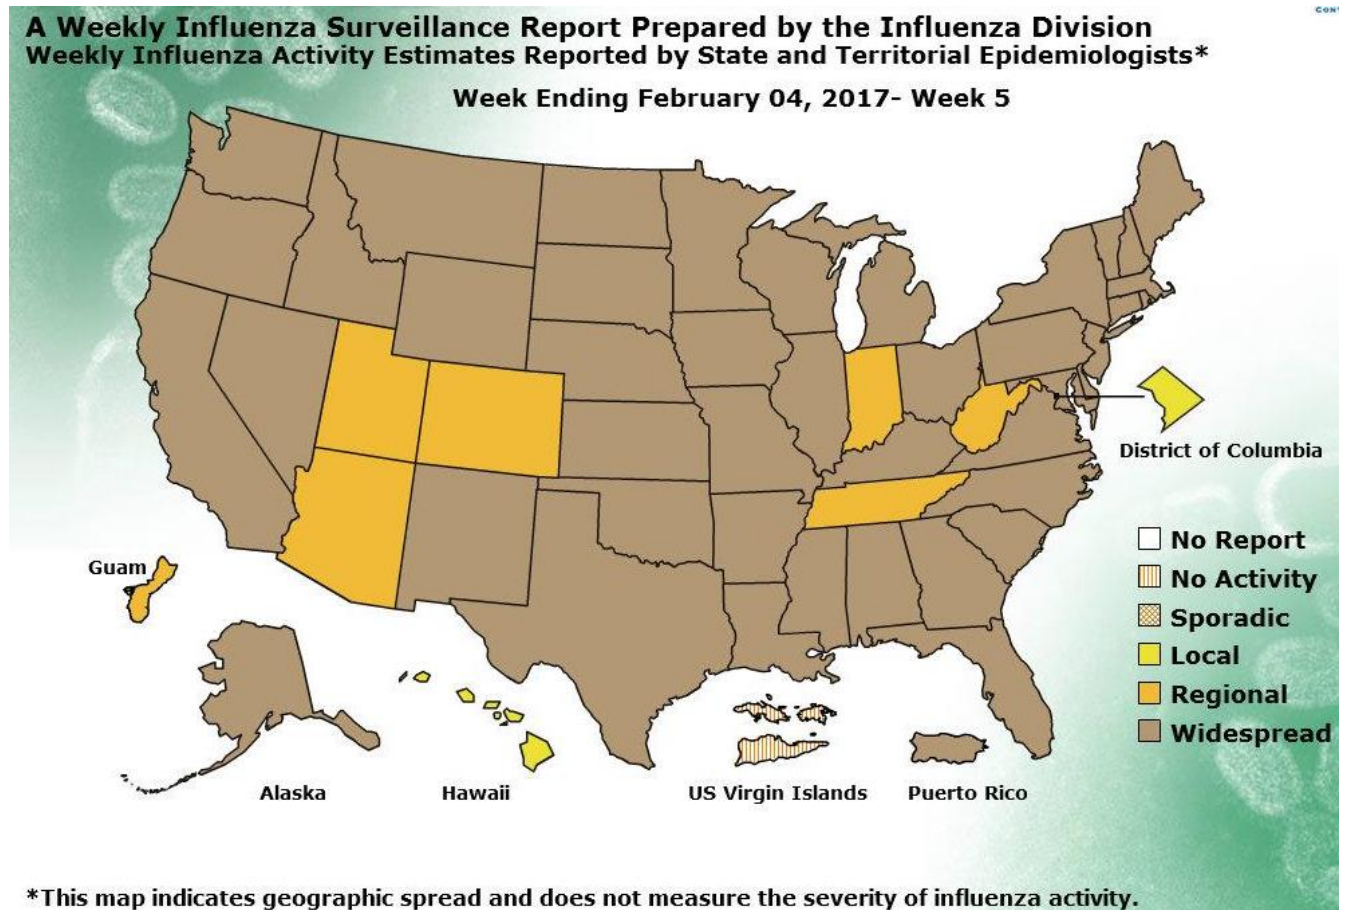 A Weekly Influenza Surveillance Report Prepared by the Influenza Division
Weekly Influenza Activity Estimates Reported by State and Territorial Epidemiologists*
Week Ending February 04, 2017- Week 5
District of Columbia
Guam
No Report
No Activity
Sporadic
Local
Regional
Widespread
Alaska
Hawaii
US Virgin Islands
Puerto Rico
*This map indicates geographic spread and does not measure the severity of influenza activity.